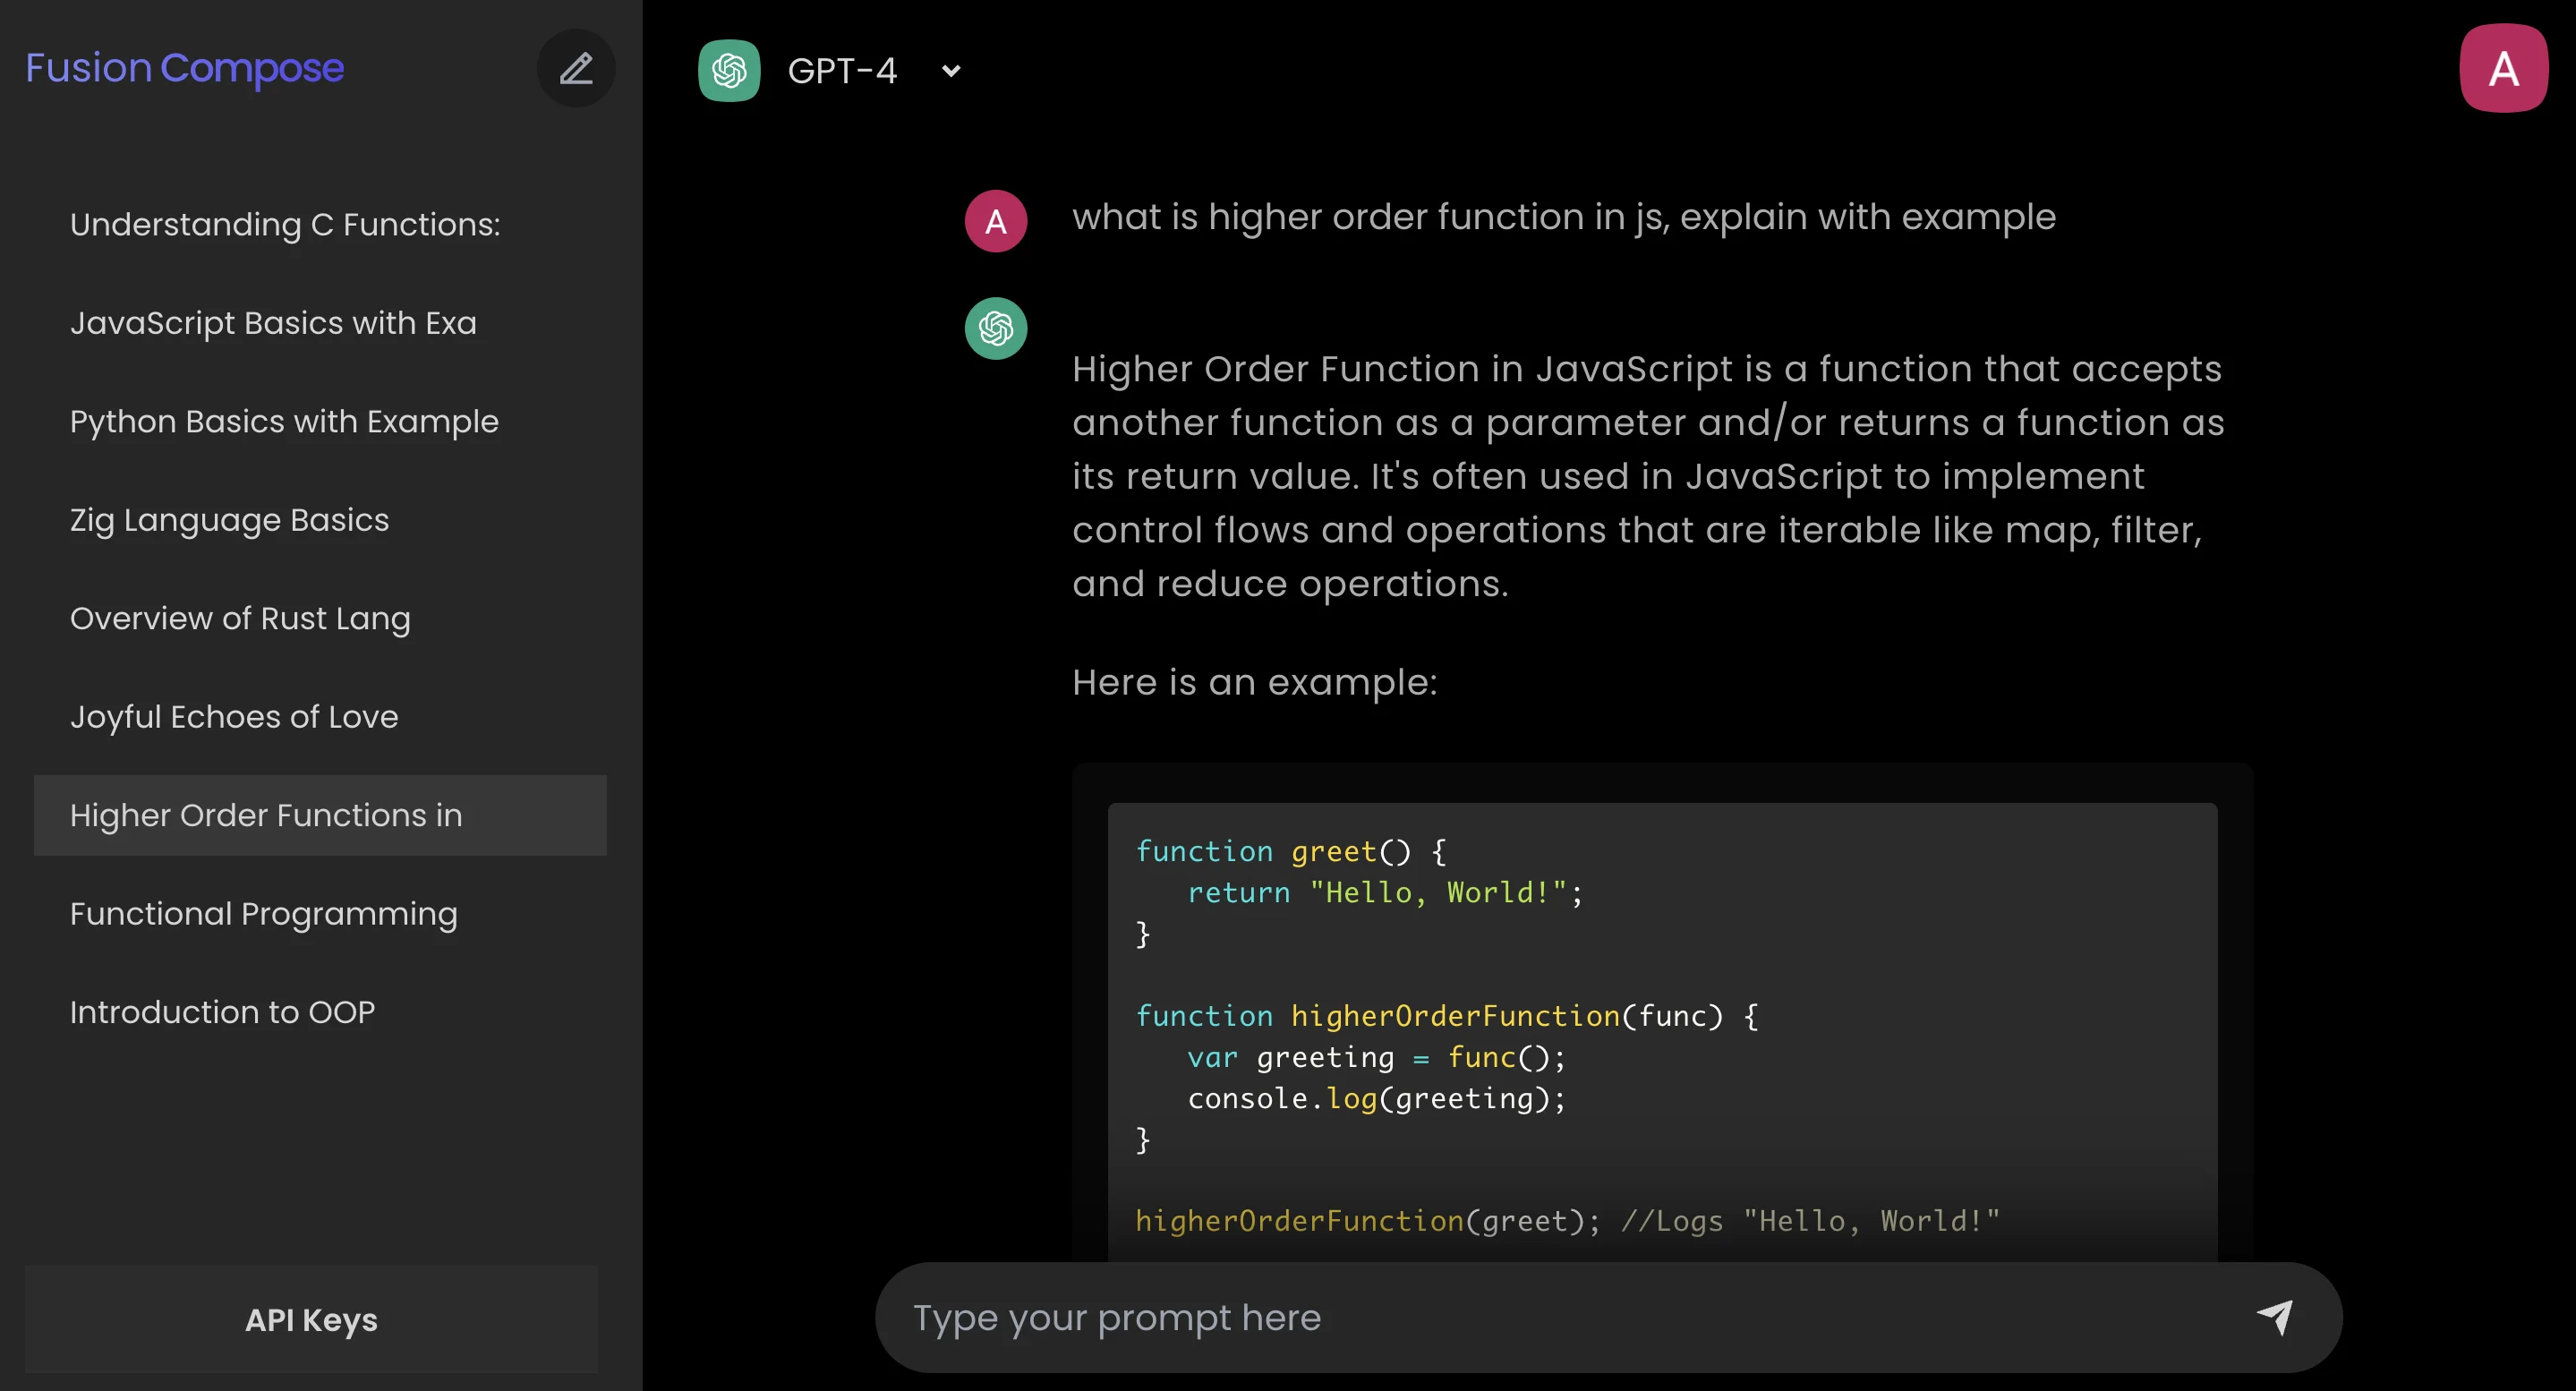 Fusion Compose
Understanding C Functions:
JavaScript Basics with Exa
Python Basics with Example
Zig Language Basics
Overview of Rust Lang
Joyful Echoes of Love
Higher Order Functions in
Functional Programming
Introduction to OOP
API Keys
GPT-4
A
A
what is higher order function in js, explain with example
Higher Order Function in JavaScript is a function that accepts
another function as a parameter and/or returns a function as
its return value. It's often used in JavaScript to implement
control flows and operations that are iterable like map, filter,
and reduce operations.
Here is an example:
function greet() {
   return "Hello, World!";
}
function higherOrderFunction(func) {
   var greeting = func();
   console.log(greeting);
}
higherOrderFunction(greet); //Logs "Hello, World!"
Type your prompt here